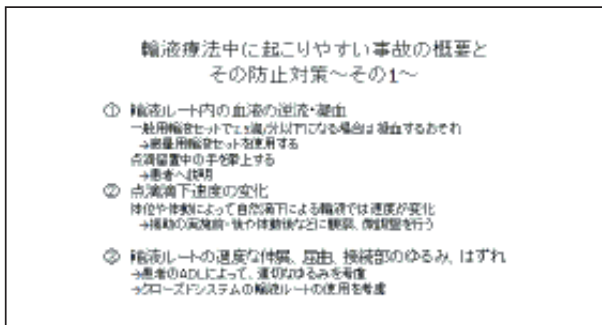 輸液療法中に起こりやすい事故の概要と
その防止対策～その1～
① 輸液ルート内の血液の逆流・凝血
一般用輸液セットで 滴/分以下になる場合は凝血するおそれ
→微量用輸液セットを使用する
点滴留置中の手を挙上する
→患者へ説明
② 点滴滴下速度の変化
体位や体動によって自然滴下による輸液では速度が変化
→援助の実施前・後や体動後などに観察、微調整を行う
③ 輸液ルートの過度な伸展、屈曲、接続部のゆるみ、はずれ
→患者のADLによって、適切なゆるみを考慮
→クローズドシステムの輸液ルートの使用を考慮